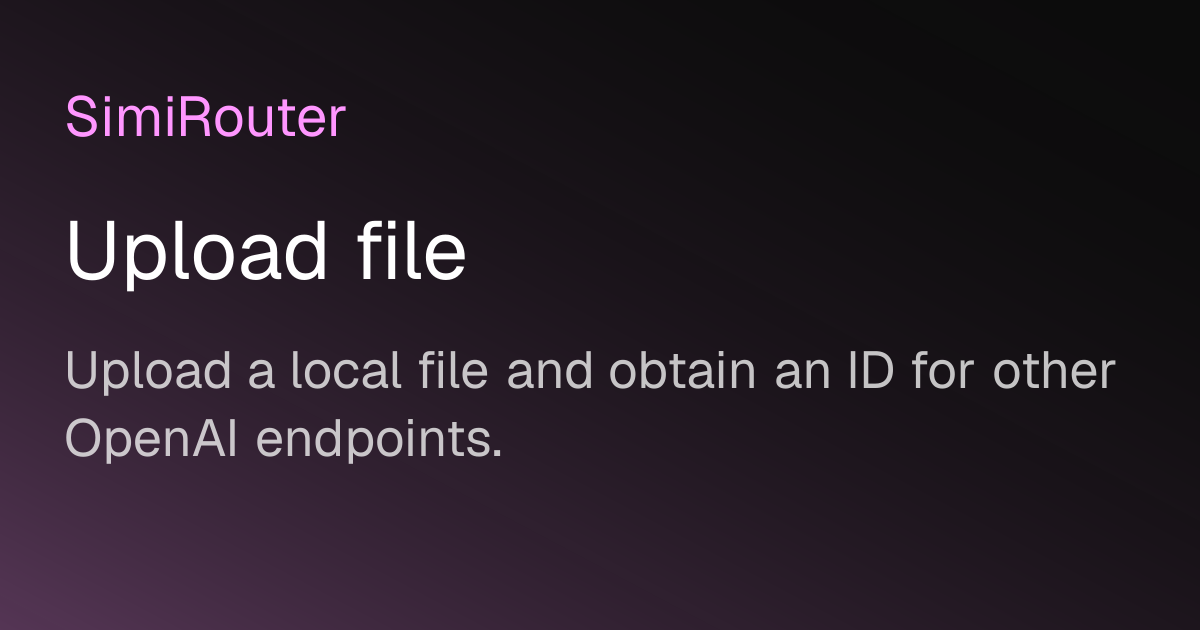 SimiRouter
Upload file
Upload a local file and obtain an ID for other
OpenAI endpoints.